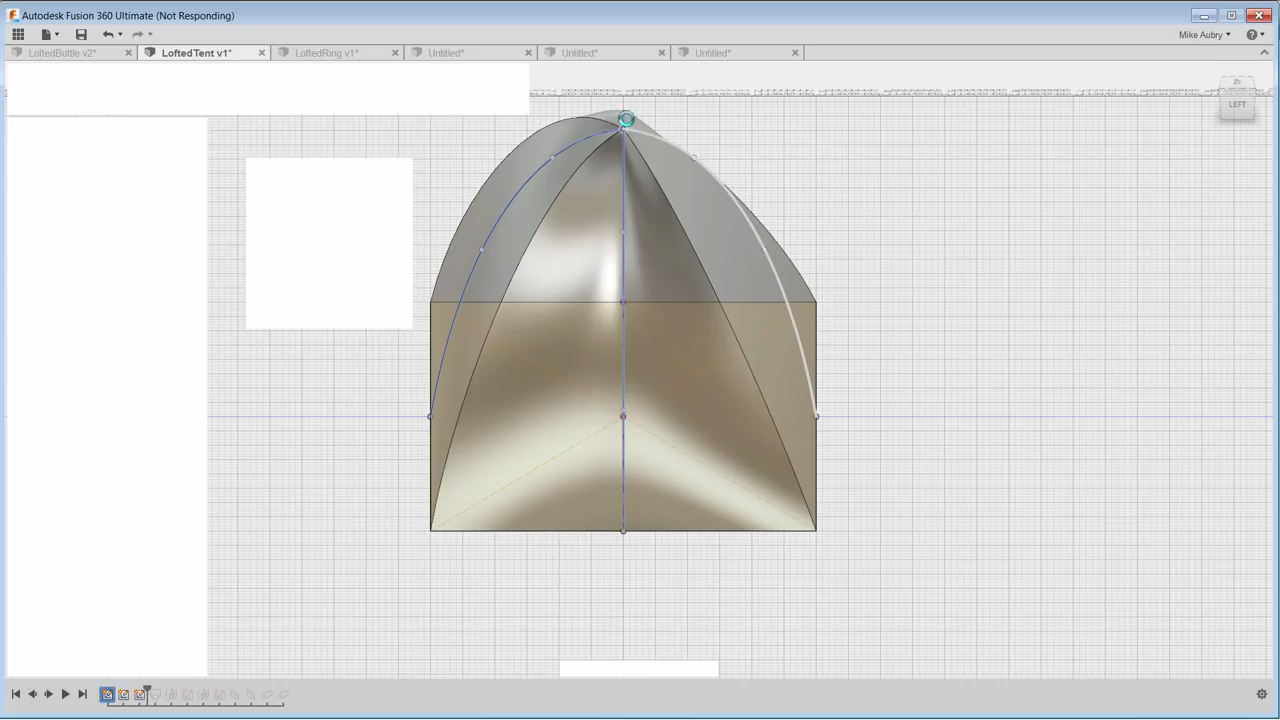 Autodesk Fusion 360 Ultimate (Not Responding)
Mike Aubry
LoftedBottle v2*
LoftedTent v1*
LoftedRing v1*
Untitled*
Untitled*
Untitled*
LEFT